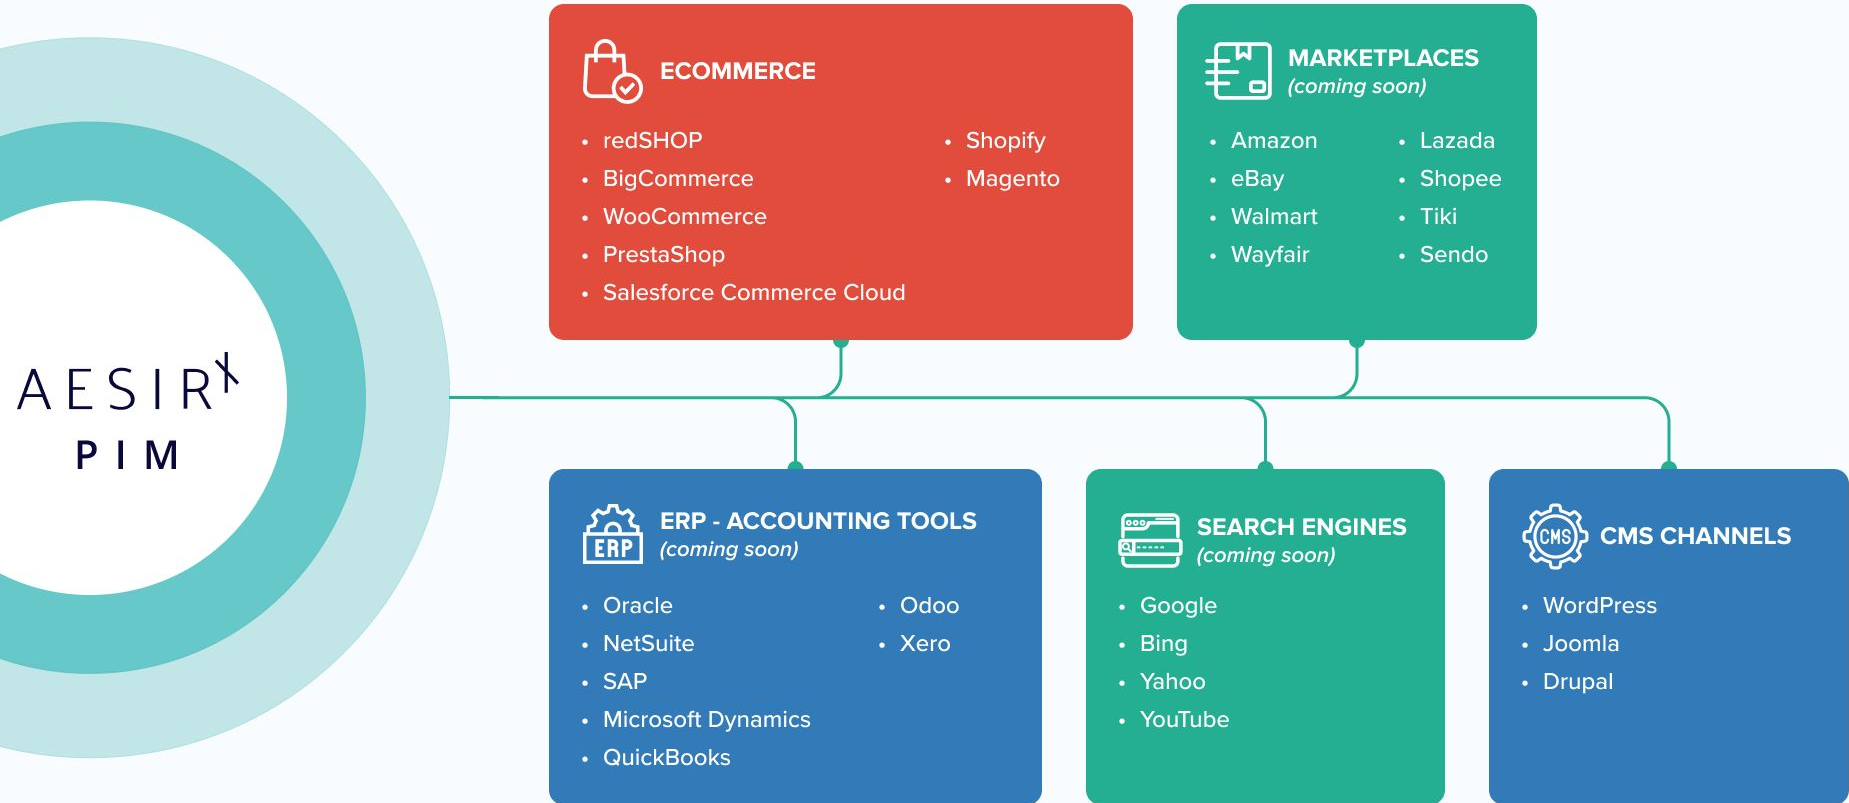 AESIRX
PIM
ECOMMERCE
• redSHOP
• BigCommerce
• WooCommerce
• PrestaShop
• Salesforce Commerce Cloud
• Shopify
• Magento
MARKETPLACES
(coming soon)
• Amazon
• eBay
• Walmart
• Wayfair
• Lazada
• Shopee
• Tiki
• Sendo
ERP
ERP - ACCOUNTING TOOLS
(coming soon)
• Oracle
• NetSuite
• SAP
• Microsoft Dynamics
• QuickBooks
• Odoo
• Xero
SEARCH ENGINES
(coming soon)
• Google
• Bing
• Yahoo
• YouTube
CMS
CMS CHANNELS
• WordPress
• Joomla
• Drupal